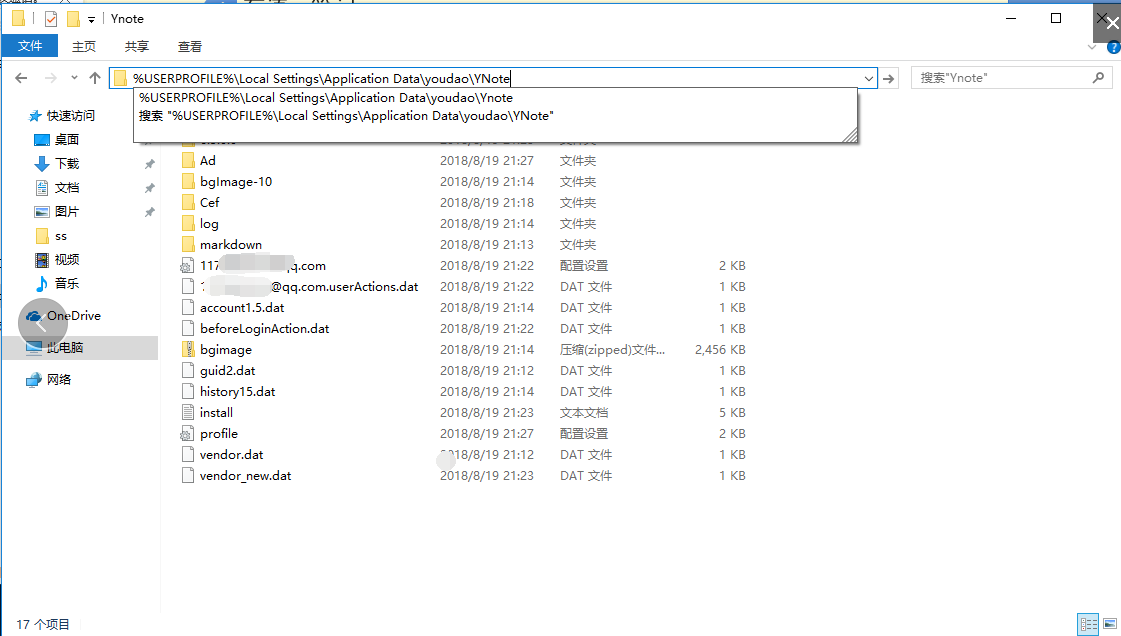 Ynote
文件 主页 共享 查看
%USERPROFILE%\Local Settings\Application Data\youdao\YNote
搜索"Ynote"
%USERPROFILE%\Local Settings\Application Data\youdao\Ynote
搜索 "%USERPROFILE%\Local Settings\Application Data\youdao\YNote"
快速访问
桌面
下载
文档
图片
ss
视频
音乐
OneDrive
此电脑
网络
Ad 2018/8/19 21:27 文件夹
bgImage-10 2018/8/19 21:14 文件夹
Cef 2018/8/19 21:18 文件夹
log 2018/8/19 21:14 文件夹
markdown 2018/8/19 21:13 文件夹
117 q.com 2018/8/19 21:22 配置设置 2 KB
@qq.com.userActions.dat 2018/8/19 21:22 DAT 文件 1 KB
account1.5.dat 2018/8/19 21:14 DAT 文件 1 KB
beforeLoginAction.dat 2018/8/19 21:22 DAT 文件 1 KB
bgimage 2018/8/19 21:14 压缩(zipped)文件... 2,456 KB
guid2.dat 2018/8/19 21:12 DAT 文件 1 KB
history15.dat 2018/8/19 21:14 DAT 文件 1 KB
install 2018/8/19 21:23 文本文档 5 KB
profile 2018/8/19 21:27 配置设置 2 KB
vendor.dat 2018/8/19 21:12 DAT 文件 1 KB
vendor_new.dat 2018/8/19 21:23 DAT 文件 1 KB
17 个项目